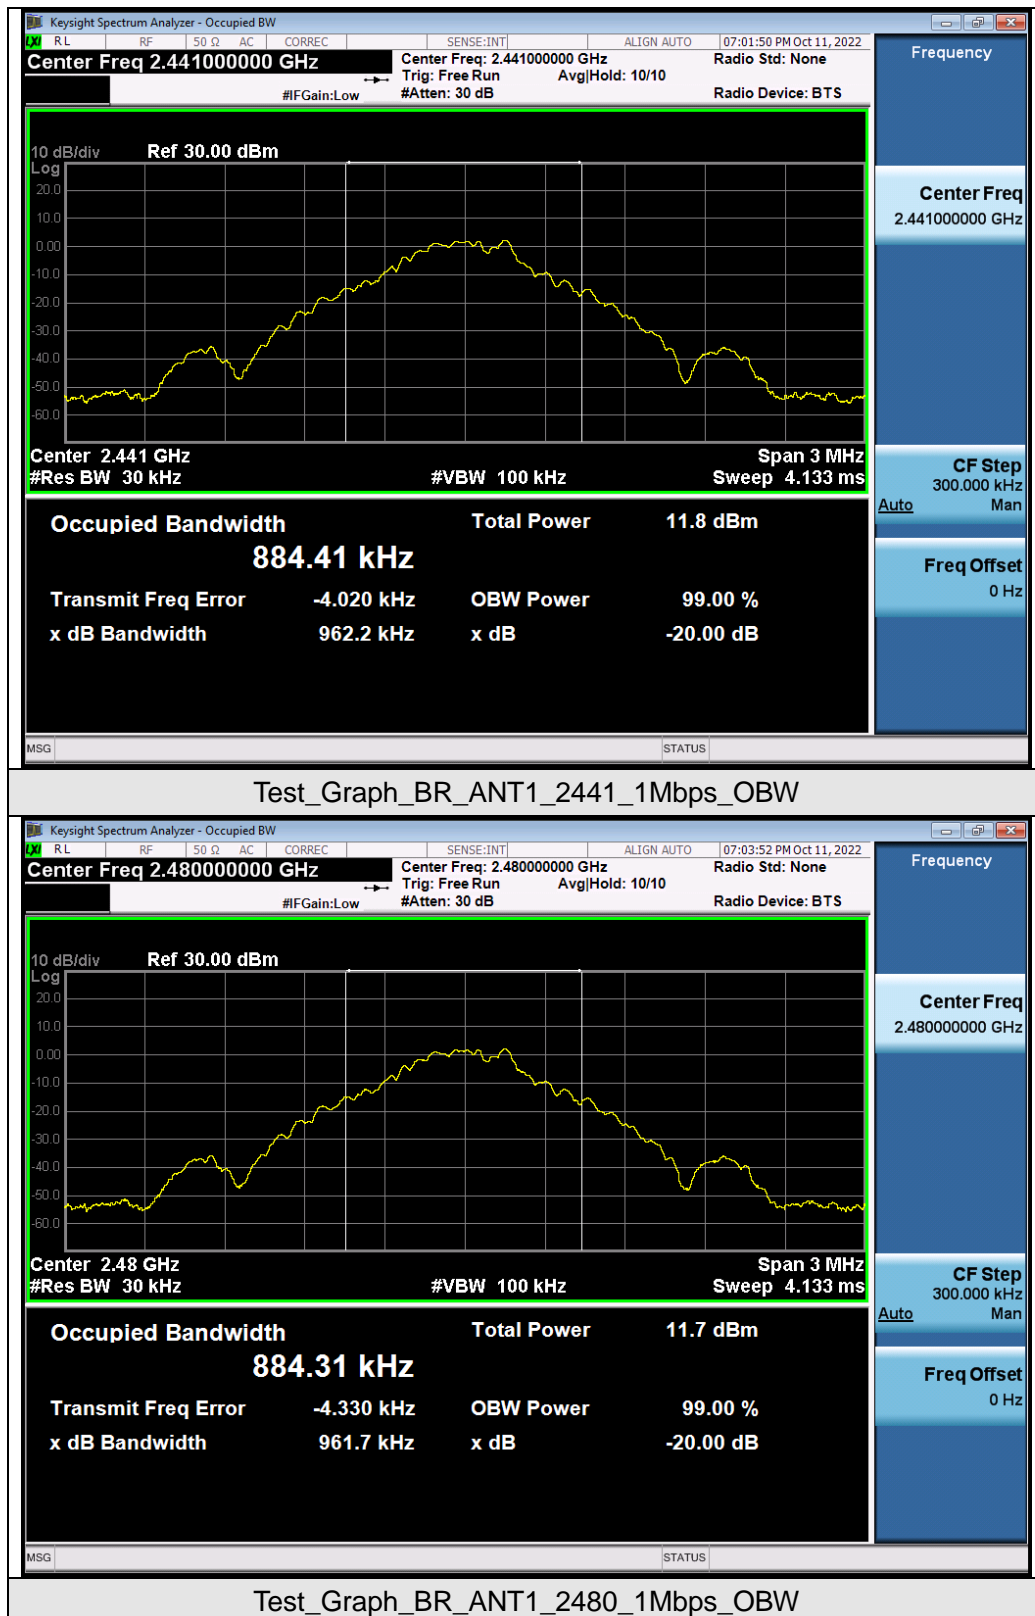 Keysight Spectrum Analyzer - Occupied BW
LXI RL RF 50 Ω AC CORREC SENSE:INT ALIGN AUTO 07:01:50 PM Oct 11, 2022
Center Freq 2.441000000 GHz
Center Freq: 2.441000000 GHz Radio Std: None
Trig: Free Run Avg|Hold: 10/10
#IFGain:Low #Atten: 30 dB Radio Device: BTS
Frequency
10 dB/div Ref 30.00 dBm
Log
20.0
10.0
0.00
-10.0
-20.0
-30.0
-40.0
-50.0
-60.0
Center 2.441 GHz Span 3 MHz
#Res BW 30 kHz #VBW 100 kHz Sweep 4.133 ms
Center Freq
2.441000000 GHz
CF Step
300.000 kHz
Auto Man
Freq Offset
0 Hz
Occupied Bandwidth Total Power 11.8 dBm
884.41 kHz
Transmit Freq Error -4.020 kHz OBW Power 99.00 %
x dB Bandwidth 962.2 kHz x dB -20.00 dB
MSG STATUS
Test_Graph_BR_ANT1_2441_1Mbps_OBW
Keysight Spectrum Analyzer - Occupied BW
LXI RL RF 50 Ω AC CORREC SENSE:INT ALIGN AUTO 07:03:52 PM Oct 11, 2022
Center Freq 2.480000000 GHz
Center Freq: 2.480000000 GHz Radio Std: None
Trig: Free Run Avg|Hold: 10/10
#IFGain:Low #Atten: 30 dB Radio Device: BTS
Frequency
10 dB/div Ref 30.00 dBm
Log
20.0
10.0
0.00
-10.0
-20.0
-30.0
-40.0
-50.0
-60.0
Center 2.48 GHz Span 3 MHz
#Res BW 30 kHz #VBW 100 kHz Sweep 4.133 ms
Center Freq
2.480000000 GHz
CF Step
300.000 kHz
Auto Man
Freq Offset
0 Hz
Occupied Bandwidth Total Power 11.7 dBm
884.31 kHz
Transmit Freq Error -4.330 kHz OBW Power 99.00 %
x dB Bandwidth 961.7 kHz x dB -20.00 dB
MSG STATUS
Test_Graph_BR_ANT1_2480_1Mbps_OBW